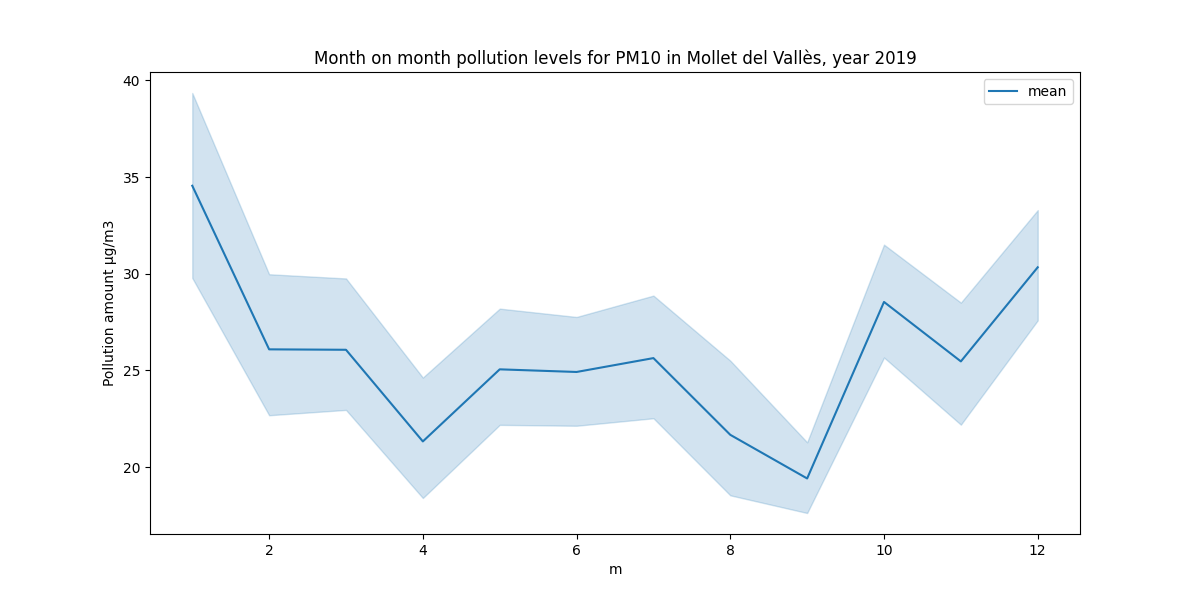 Month on month pollution levels for PM10 in Mollet del Vallès, year 2019
mean
Pollution amount µg/m3
40
35
30
25
20
2 4 6 8 10 12
m